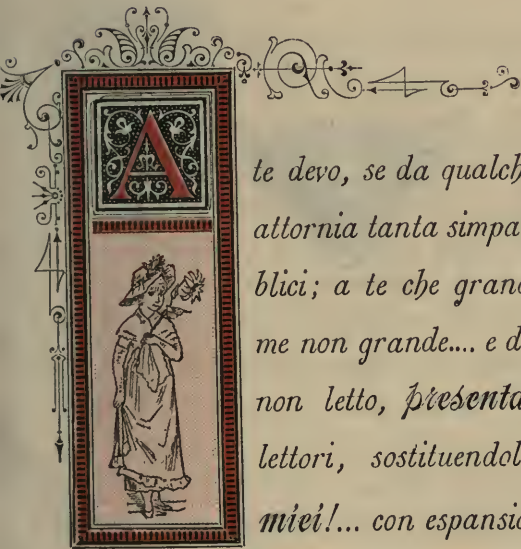 A
te devo, se da qualch
attornia tanta simpa
blici; a te che grand
me non grande.... e d
non letto, presenta
lettori, sostituendol
miei!... con espansio